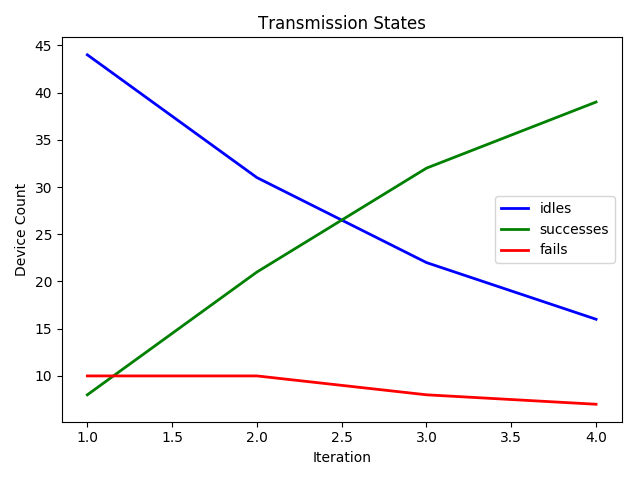 Transmission States
Device Count
45
40
35
30
25
20
15
10
idles
successes
fails
1.0 1.5 2.0 2.5 3.0 3.5 4.0
Iteration